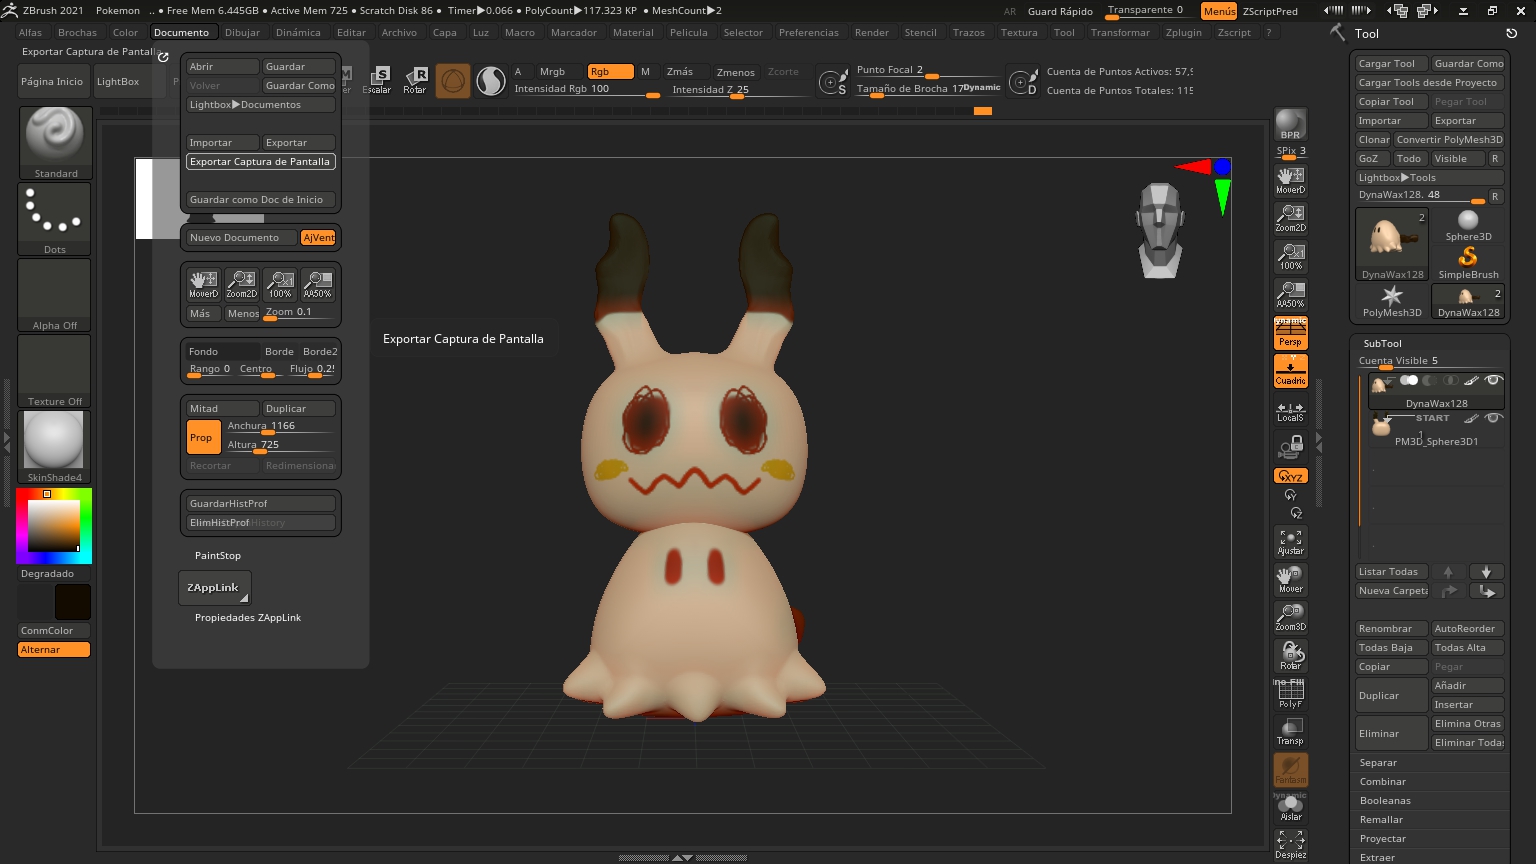 ZBrush 2021 Pokemon .. • Free Mem 6.445GB • Active Mem 725 • Scratch Disk 86 • Timer▶0.066 • PolyCount▶117.323 KP • MeshCount▶2 AR Guard Rápido Transparente 0 Menús ZScriptPred
Alfas Brochas Color Documento Dibujar Dinámica Editar Archivo Capa Luz Macro Marcador Material Pelicula Selector Preferencias Render Stencil Trazos Textura Tool Transformar Zplugin Zscript ?
Tool
Exportar Captura de Pantalla
Página Inicio LightBox
Escalar Rotar
A Mrgb Rgb M Zmás Zmenos Zcorte
Intensidad Rgb 100 Intensidad Z 25
S Punto Focal 2
Tamaño de Brocha 17 Dynamic
D Cuenta de Puntos Activos: 57,9
Cuenta de Puntos Totales: 115
Standard
Dots
Alpha Off
Texture Off
SkinShade4
Degradado
ConmColor
Alternar
Abrir Guardar
Volver Guardar Como
Lightbox▶Documentos
Importar Exportar
Exportar Captura de Pantalla
Guardar como Doc de Inicio
Nuevo Documento AjVent
MoverD Zoom2D 100% AA50%
Más Menos Zoom 0.1
Fondo Borde Borde2
Rango 0 Centro Flujo 0.25
Mitad Duplicar
Prop Anchura 1166
Altura 725
Recortar Redimensiona
GuardarHistProf
ElimHistProf History
PaintStop
ZAppLink
Propiedades ZAppLink
Exportar Captura de Pantalla
BPR
SPix 3
MoverD
Zoom2D
100%
AA50%
Dynamic
Persp
Cuadric
LocalS
XYZ
Y
Z
Ajustar
Mover
Zoom3D
Rotar
PolyF
Transp
Fantasm
Dynamic
Aislar
Despiez
Cargar Tool Guardar Como
Cargar Tools desde Proyecto
Copiar Tool Pegar Tool
Importar Exportar
Clonar Convertir PolyMesh3D
GoZ Todo Visible R
Lightbox▶Tools
DynaWax128. 48 R
2 DynaWax128
Sphere3D
SimpleBrush
PolyMesh3D
2 DynaWax128
SubTool
Cuenta Visible 5
DynaWax128
START
PM3D_Sphere3D1
Listar Todas
Nueva Carpeta
Renombrar AutoReorder
Todas Baja Todas Alta
Copiar Pegar
Duplicar Añadir
Insertar
Eliminar Elimina Otras
Eliminar Todas
Separar
Combinar
Booleanas
Remallar
Proyectar
Extraer